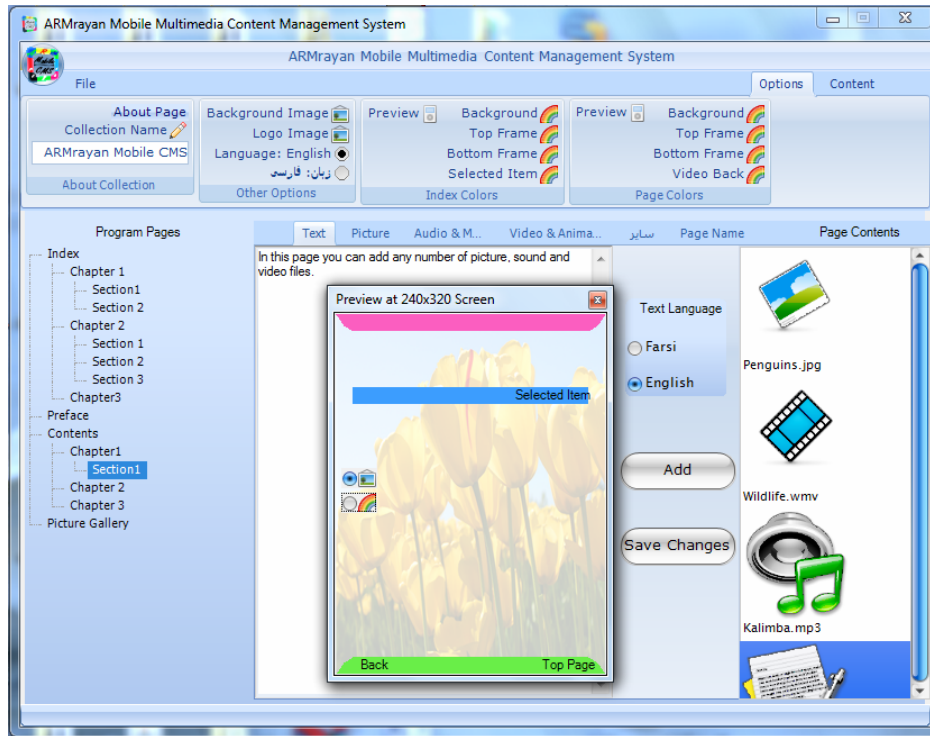 ARMrayan Mobile Multimedia Content Management System
ARMrayan Mobile Multimedia Content Management System
File
Options
Content
About Page
Collection Name
ARMrayan Mobile CMS
About Collection
Background Image
Logo Image
Language: English
زبان: فارسی
Other Options
Preview
Background
Top Frame
Bottom Frame
Selected Item
Index Colors
Preview
Background
Top Frame
Bottom Frame
Video Back
Page Colors
Program Pages
Index
Chapter 1
Section1
Section 2
Chapter 2
Section 1
Section 2
Section 3
Chapter3
Preface
Contents
Chapter1
Section1
Chapter 2
Chapter 3
Picture Gallery
Text
Picture
Audio & M...
Video & Anima...
سایر
Page Name
Page Contents
In this page you can add any number of picture, sound and
video files.
Preview at 240x320 Screen
Selected Item
Back
Top Page
Text Language
Farsi
English
Add
Save Changes
Penguins.jpg
Wildlife.wmv
Kalimba.mp3